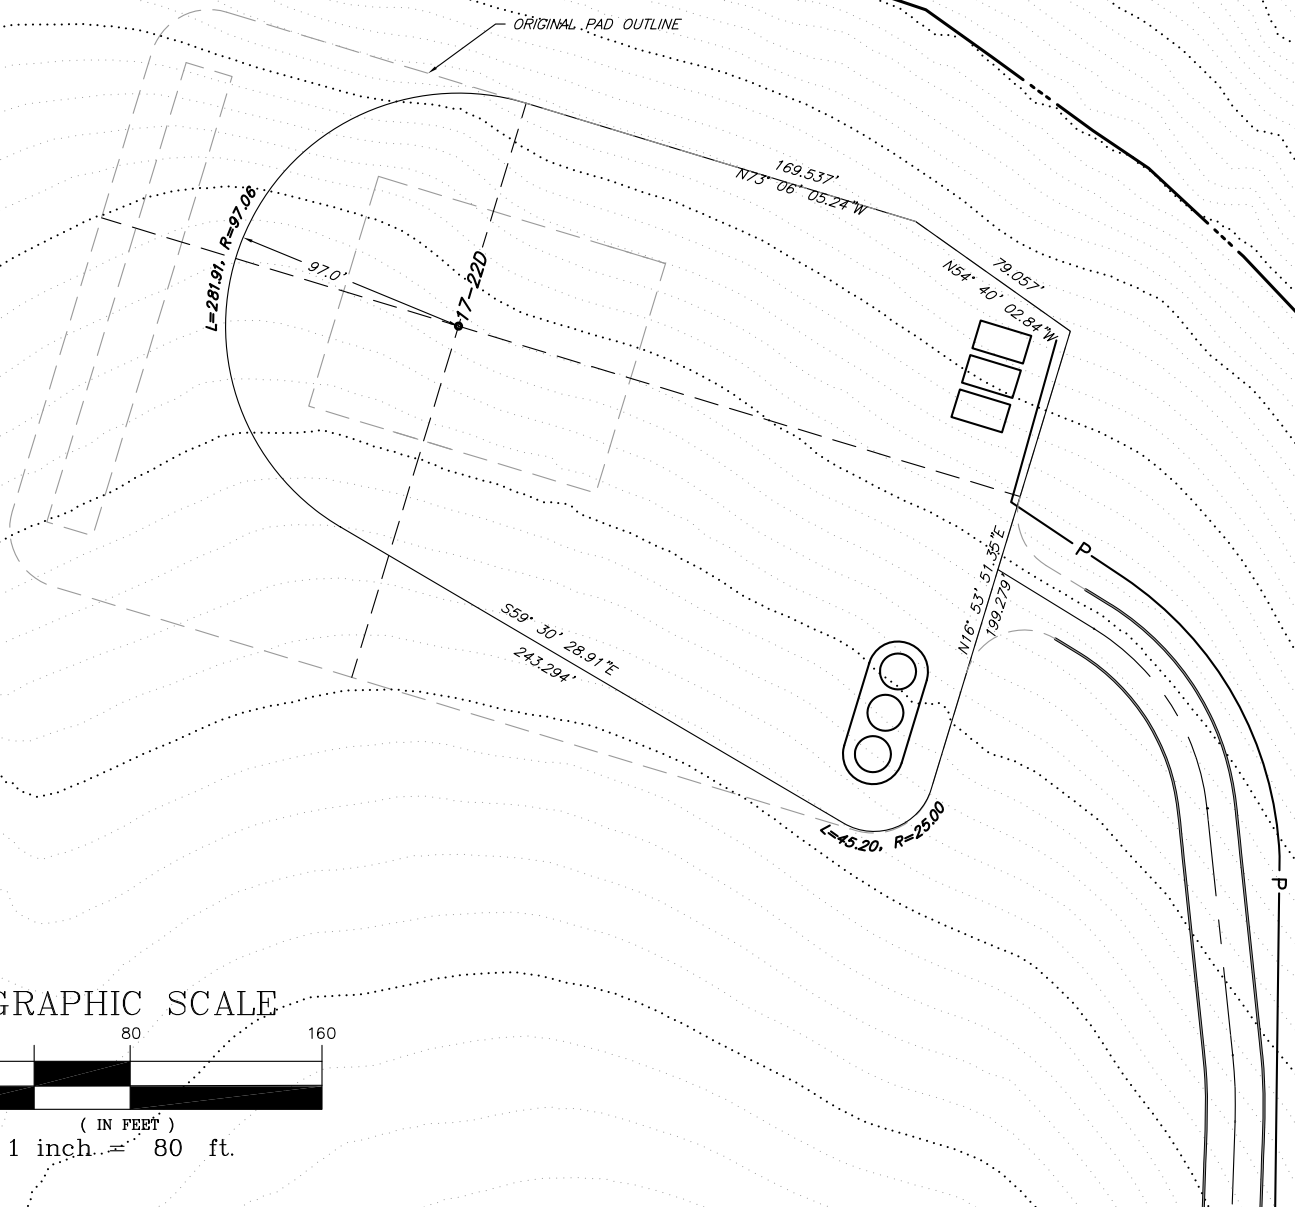 ORIGINAL PAD OUTLINE
169.537'
N73° 06' 05.24"W
L=281.91, R=97.06
97.0'
17-22D
79.057'
N54° 40' 02.84"W
N16° 53' 51.35"E
199.279'
P
S59° 30' 28.91"E
243.294'
L=45.20, R=25.00
P
GRAPHIC SCALE
80 160
( IN FEET )
1 inch = 80 ft.